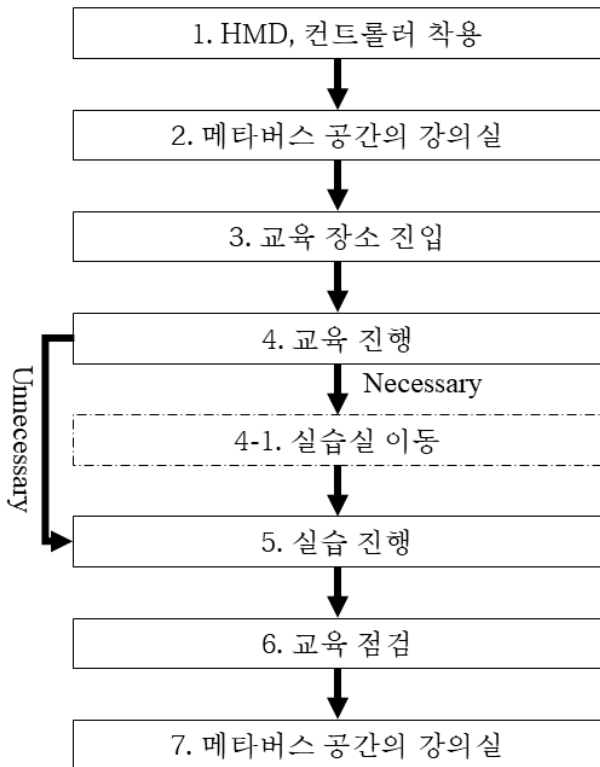 1. HMD, 컨트롤러 착용
2. 메타버스 공간의 강의실
3. 교육 장소 진입
4. 교육 진행
Necessary
Unnecessary
4-1. 실습실 이동
5. 실습 진행
6. 교육 점검
7. 메타버스 공간의 강의실